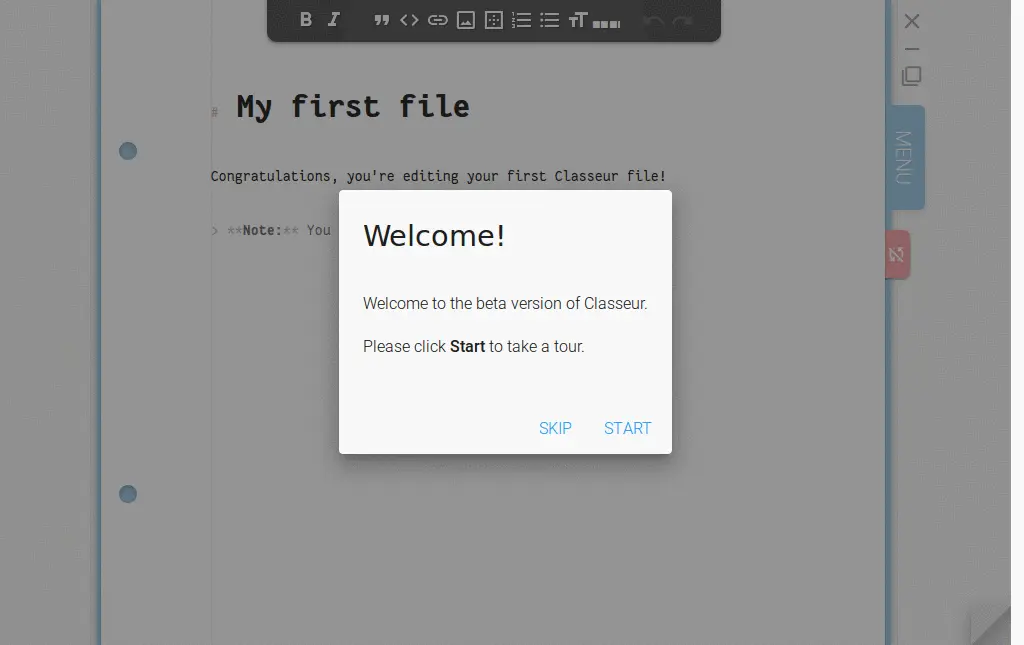 # My first file
MENU
Congratulations, you're editing your first Classeur file!
> **Note:** You
Welcome!
Welcome to the beta version of Classeur.
Please click Start to take a tour.
SKIP START